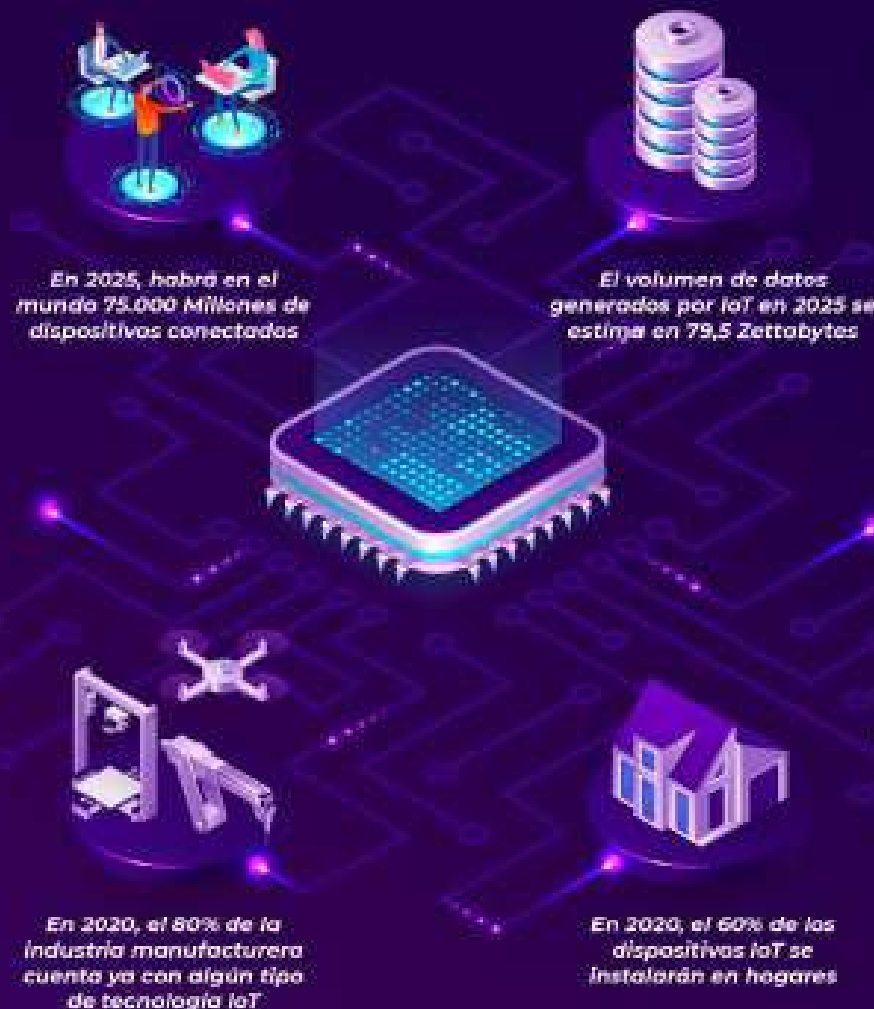 En 2025, habrá en el
mundo 75.000 Millones de
dispositivos conectados
El volumen de datos
generados por IoT en 2025 se
estima en 79,5 Zettabytes
En 2020, el 80% de la
industria manufacturera
cuenta ya con algún tipo
de tecnología IoT
En 2020, el 60% de los
dispositivos IoT se
instalarán en hogares